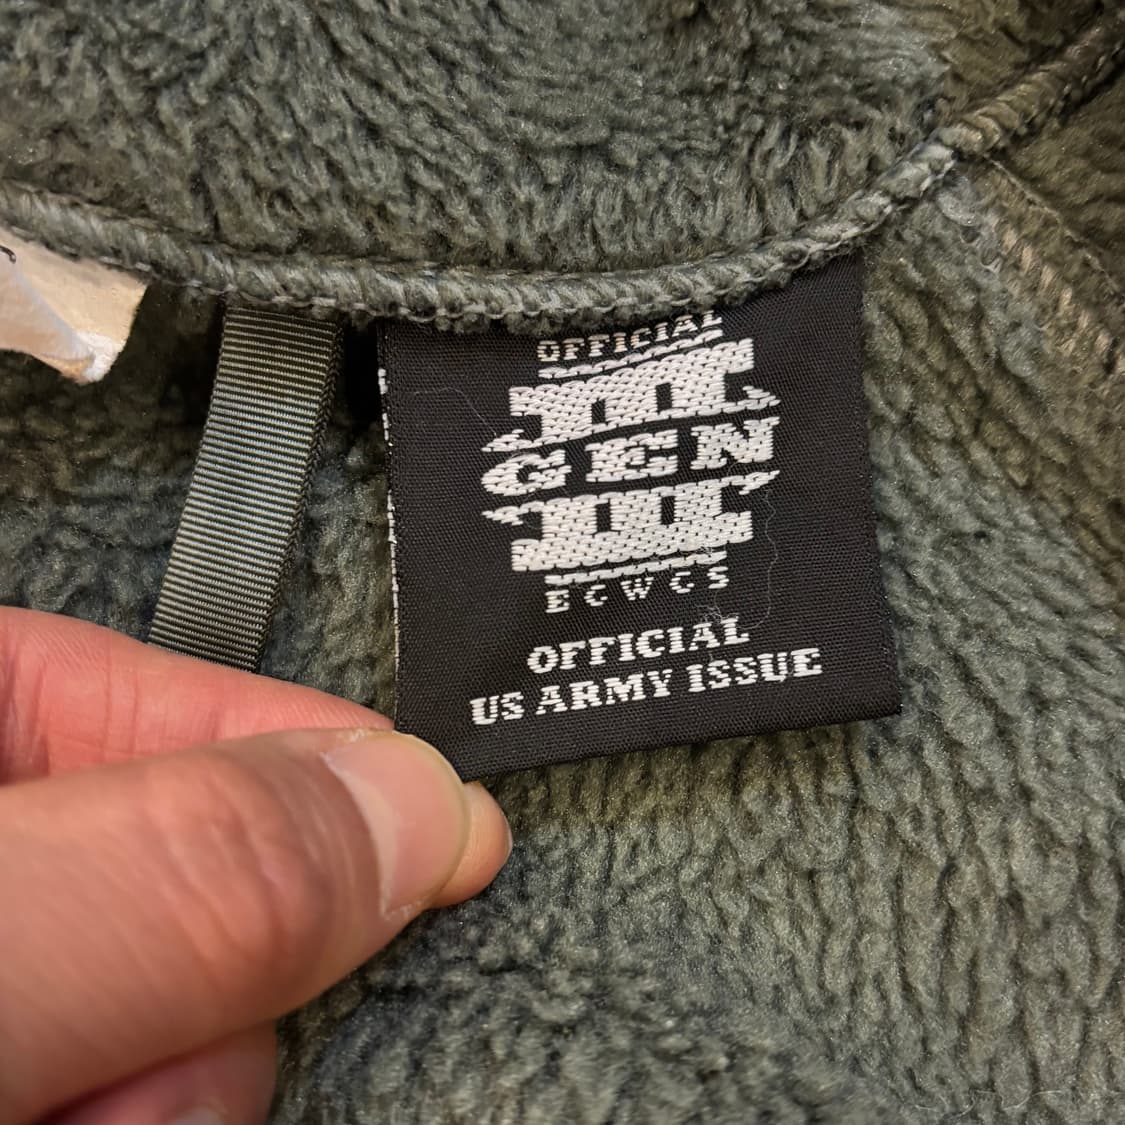 OFFICIAL
III
GEN
III
ECWCS
OFFICIAL
US ARMY ISSUE